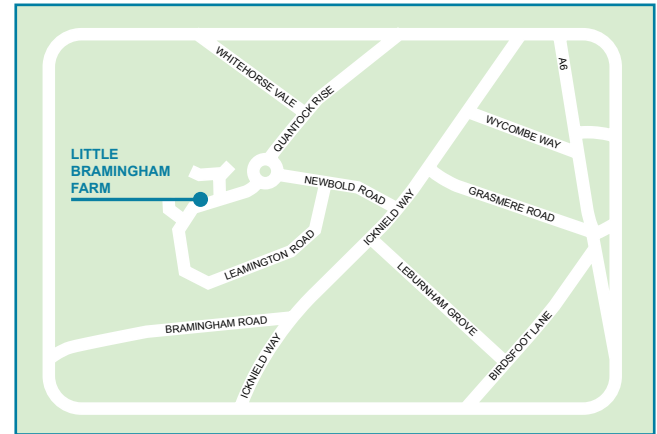 WHITEHORSE VALE
QUANTOCK RISE
A6
WYCOMBE WAY
LITTLE
BRAMINGHAM
FARM
NEWBOLD ROAD
GRASMERE ROAD
ICKNIELD WAY
LEAMINGTON ROAD
LEBURNHAM GROVE
BRAMINGHAM ROAD
BIRDSFOOT LANE
ICKNIELD WAY